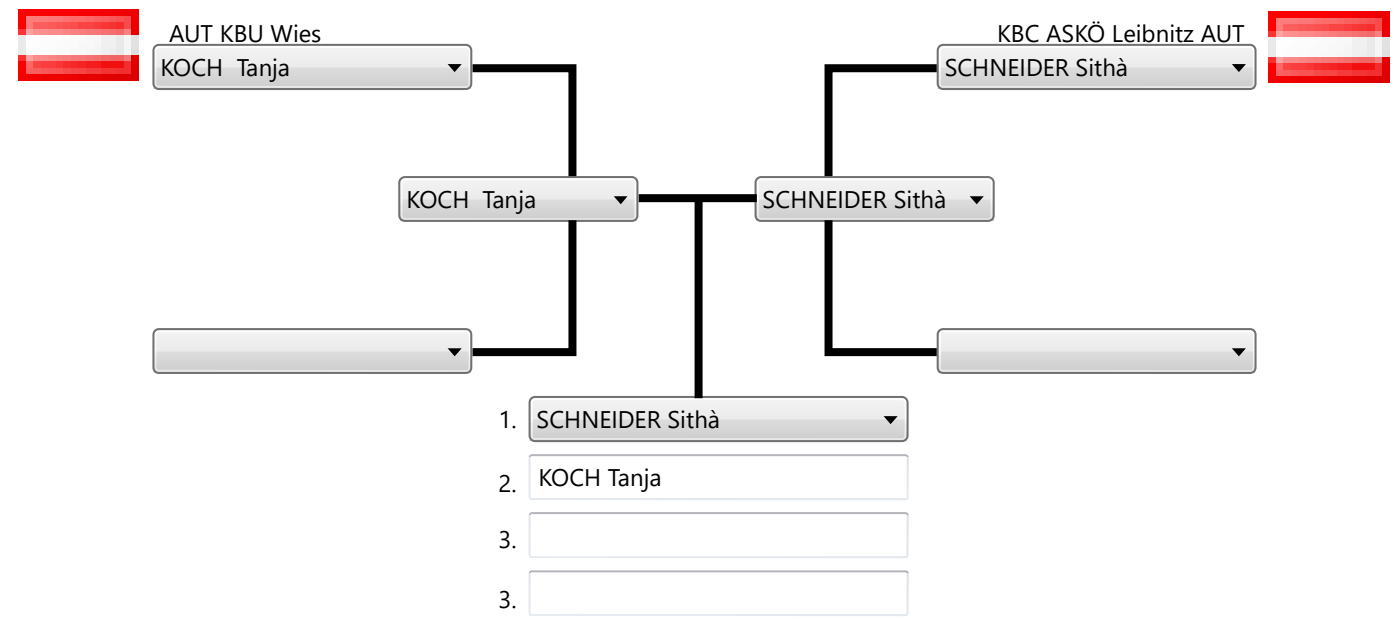 AUT KBU Wies
KBC ASKÖ Leibnitz AUT
KOCH Tanja
SCHNEIDER Sithà
KOCH Tanja
SCHNEIDER Sithà
1. SCHNEIDER Sithà
2. KOCH Tanja
3.
3.